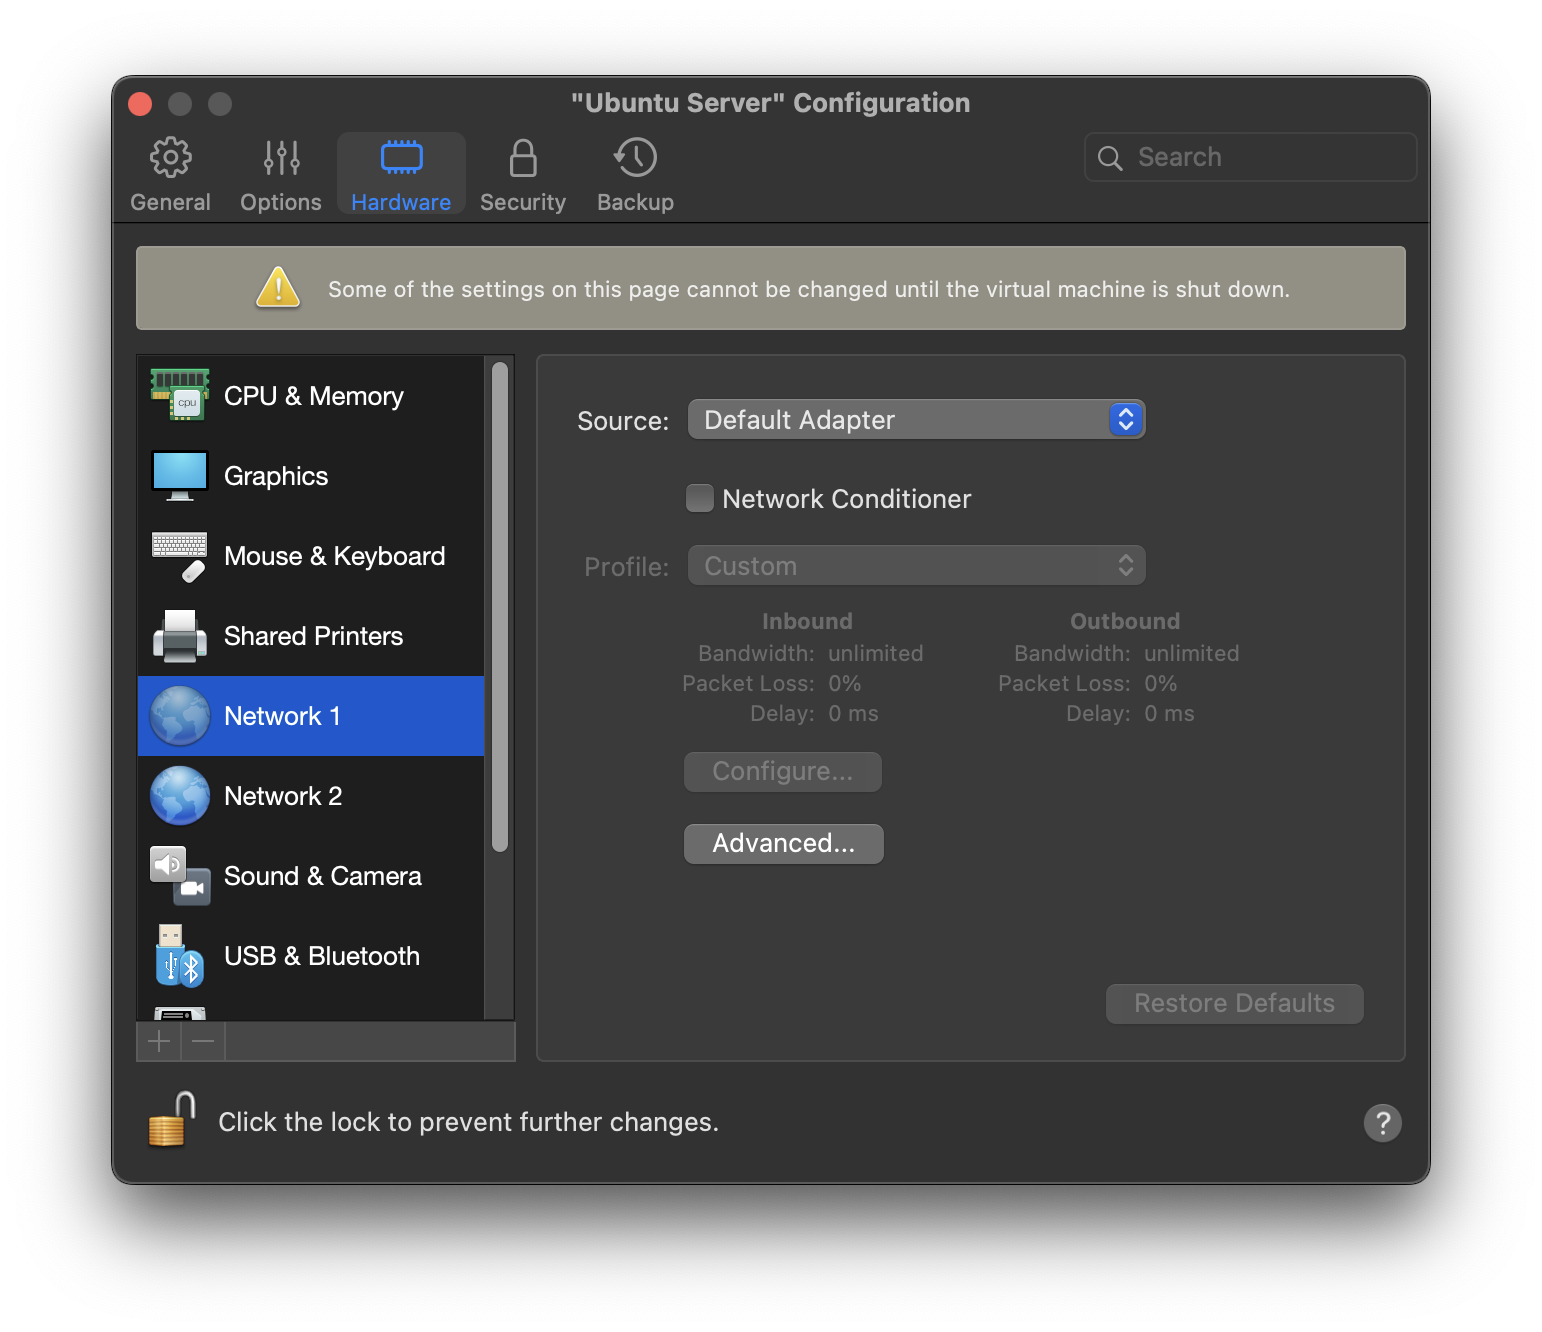 "Ubuntu Server" Configuration
General
Options
Hardware
Security
Backup
Search
Some of the settings on this page cannot be changed until the virtual machine is shut down.
CPU & Memory
cpu
Graphics
Mouse & Keyboard
Shared Printers
Network 1
Network 2
Sound & Camera
USB & Bluetooth
Source: Default Adapter
Network Conditioner
Profile: Custom
Inbound
Bandwidth: unlimited
Packet Loss: 0%
Delay: 0 ms
Outbound
Bandwidth: unlimited
Packet Loss: 0%
Delay: 0 ms
Configure...
Advanced...
Restore Defaults
Click the lock to prevent further changes.
?